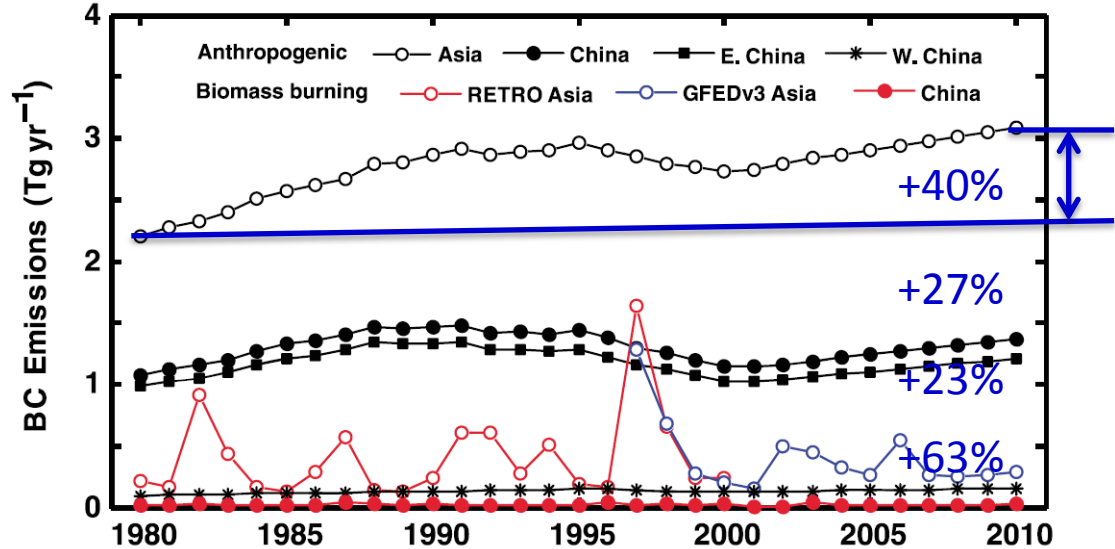 4
3
2
1
0
BC Emissions (Tg yr⁻¹)
Anthropogenic Asia China E. China W. China
Biomass burning RETRO Asia GFEDv3 Asia China
+40%
+27%
+23%
+63%
1980 1985 1990 1995 2000 2005 2010